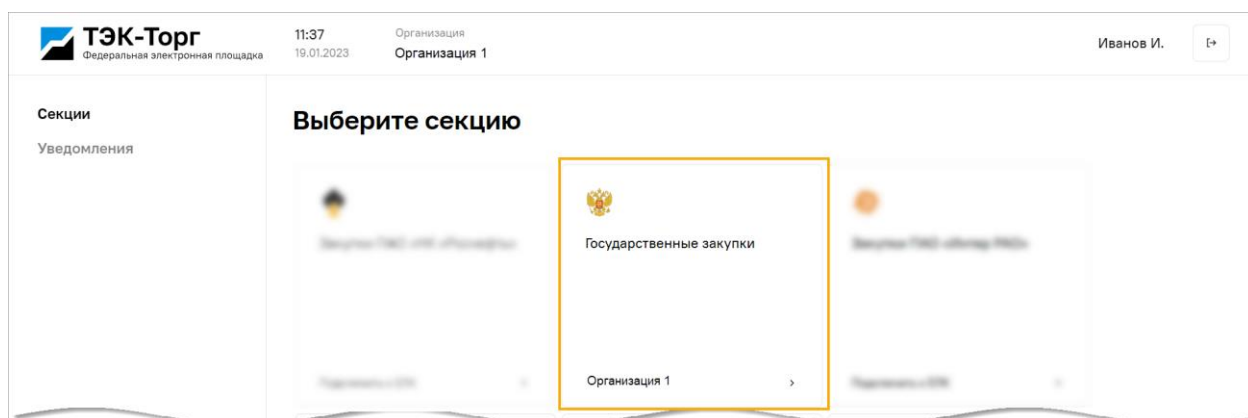 ТЭК-Торг
Федеральная электронная площадка
11:37
19.01.2023
Организация
Организация 1
Иванов И.
Секции
Уведомления
Выберите секцию
Государственные закупки
Организация 1